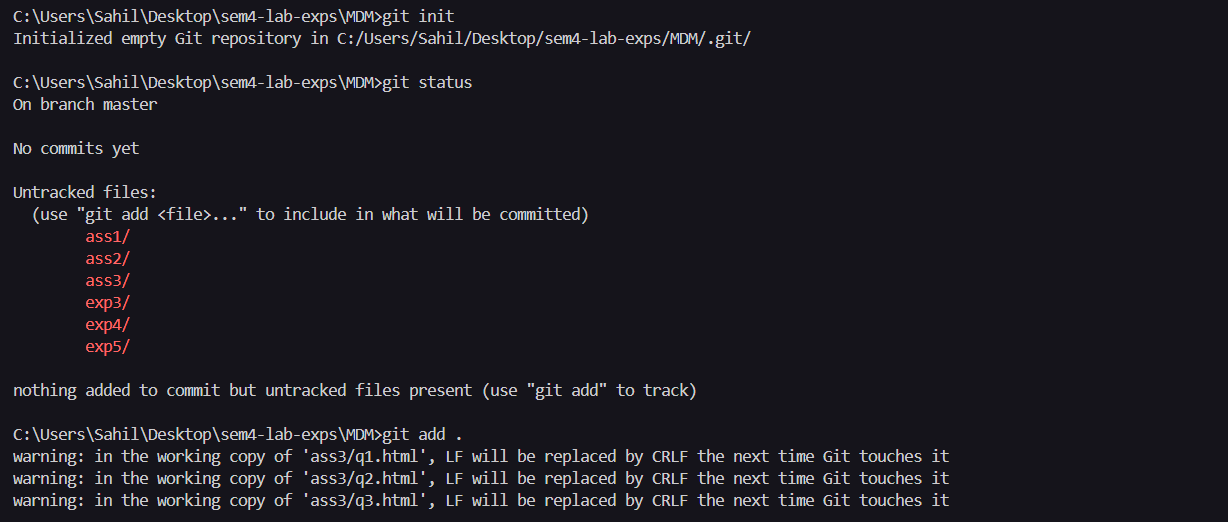 C:\Users\Sahil\Desktop\sem4-lab-exps\MDM>git init
Initialized empty Git repository in C:/Users/Sahil/Desktop/sem4-lab-exps/MDM/.git/
C:\Users\Sahil\Desktop\sem4-lab-exps\MDM>git status
On branch master
No commits yet
Untracked files:
(use "git add <file>..." to include in what will be committed)
ass1/
ass2/
ass3/
exp3/
exp4/
exp5/
nothing added to commit but untracked files present (use "git add" to track)
C:\Users\Sahil\Desktop\sem4-lab-exps\MDM>git add .
warning: in the working copy of 'ass3/q1.html', LF will be replaced by CRLF the next time Git touches it
warning: in the working copy of 'ass3/q2.html', LF will be replaced by CRLF the next time Git touches it
warning: in the working copy of 'ass3/q3.html', LF will be replaced by CRLF the next time Git touches it